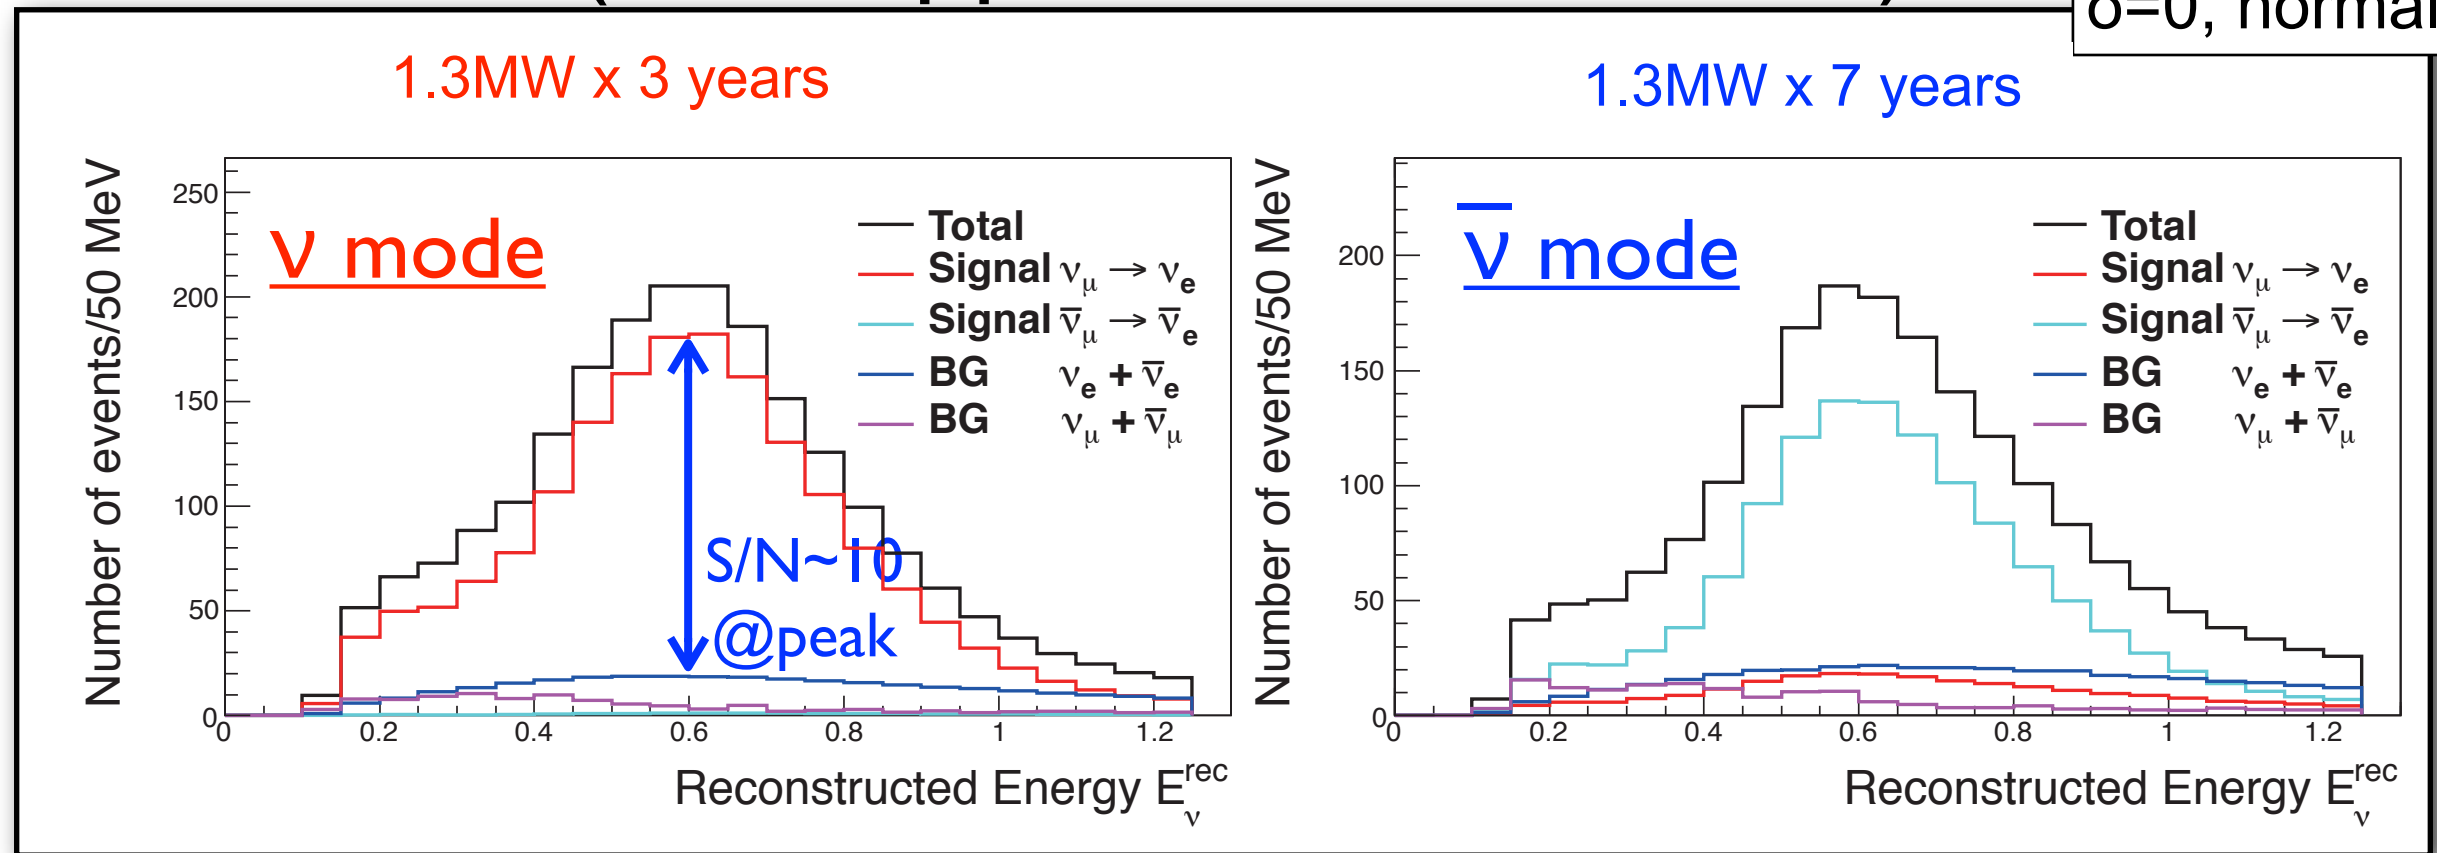 δ=0, normal
1.3MW x 3 years
1.3MW x 7 years
ν mode
Number of events/50 MeV
250
200
150
100
50
0
Total
Signal νμ → νe
Signal ν̅μ → ν̅e
BG νe + ν̅e
BG νμ + ν̅μ
S/N~10
@peak
0 0.2 0.4 0.6 0.8 1 1.2
Reconstructed Energy Eνrec
ν̅ mode
Number of events/50 MeV
200
150
100
50
0
Total
Signal νμ → νe
Signal ν̅μ → ν̅e
BG νe + ν̅e
BG νμ + ν̅μ
0 0.2 0.4 0.6 0.8 1 1.2
Reconstructed Energy Eνrec